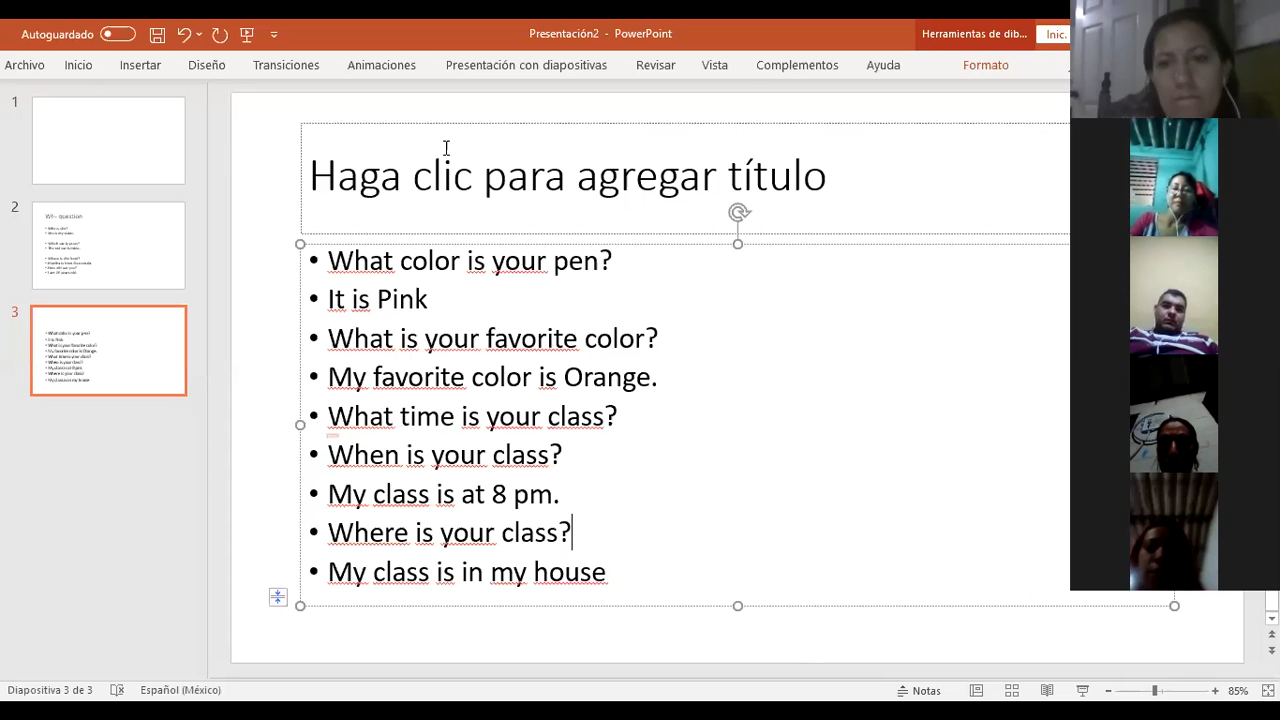 Autoguardado
Presentación2 - PowerPoint
Herramientas de dib...
Inic.
Archivo Inicio Insertar Diseño Transiciones Animaciones Presentación con diapositivas Revisar Vista Complementos Ayuda Formato
1
2
3
Haga clic para agregar título
• What color is your pen?
• It is Pink
• What is your favorite color?
• My favorite color is Orange.
• What time is your class?
• When is your class?
• My class is at 8 pm.
• Where is your class?
• My class is in my house
Diapositiva 3 de 3 Español (México) Notas 85%